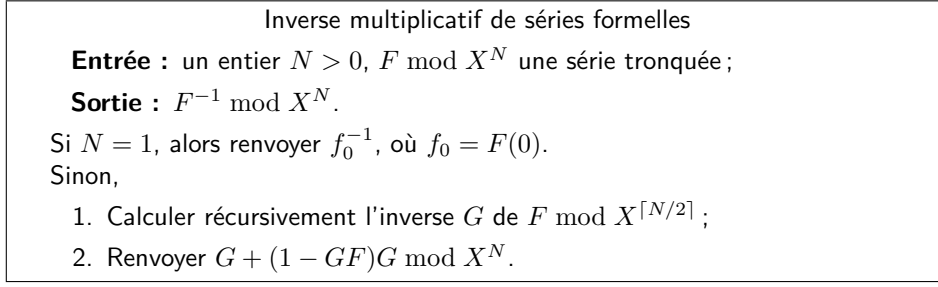 Inverse multiplicatif de séries formelles
Entrée : un entier N > 0, F mod X^N une série tronquée ;
Sortie : F^{-1} mod X^N.
Si N = 1, alors renvoyer f_0^{-1}, où f_0 = F(0).
Sinon,
1. Calculer récursivement l'inverse G de F mod X^{⌈N/2⌉} ;
2. Renvoyer G + (1 − GF)G mod X^N.